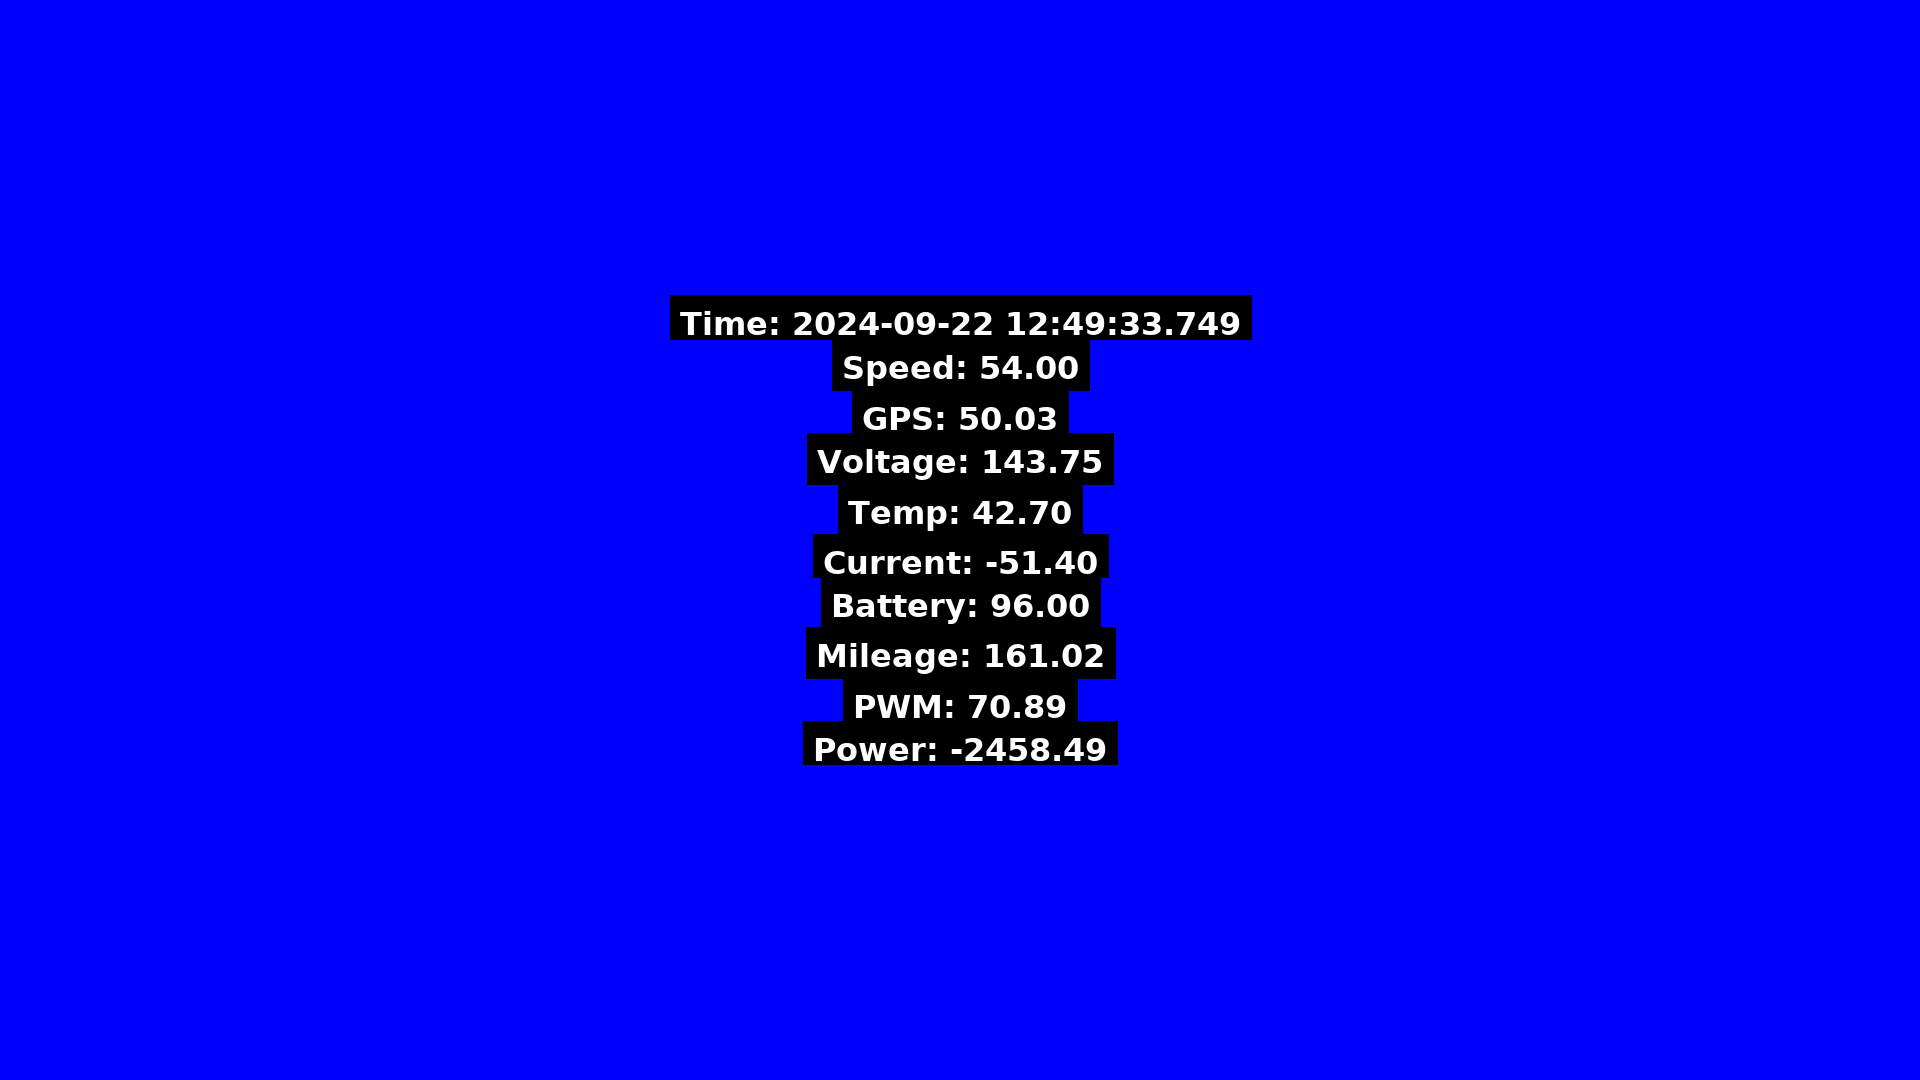 Time: 2024-09-22 12:49:33.749
Speed: 54.00
GPS: 50.03
Voltage: 143.75
Temp: 42.70
Current: -51.40
Battery: 96.00
Mileage: 161.02
PWM: 70.89
Power: -2458.49